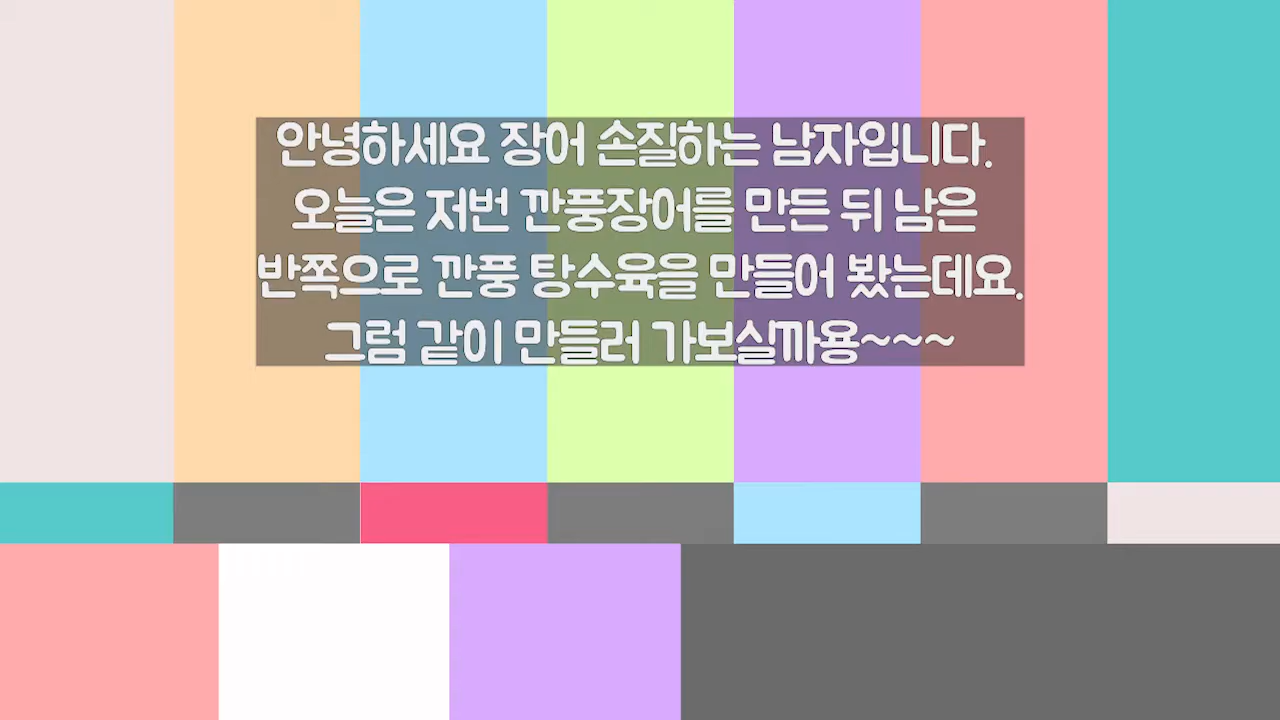 안녕하세요 장어 손질하는 남자입니다.
오늘은 저번 깐풍장어를 만든 뒤 남은
반쪽으로 깐풍 탕수육을 만들어 봤는데요.
그럼 같이 만들러 가보실까용~~~